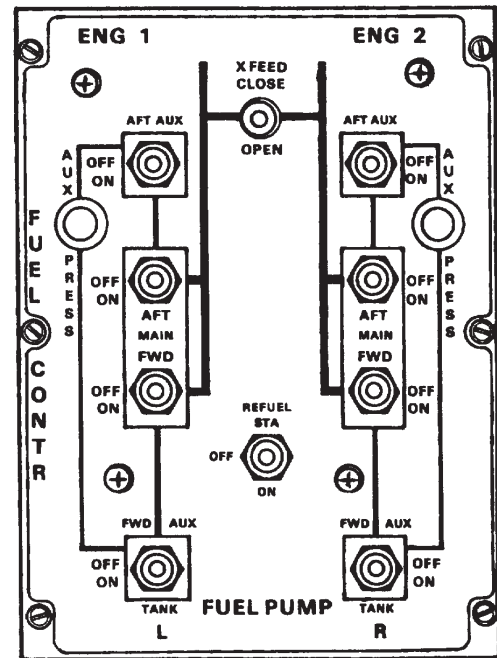 ENG 1
ENG 2
X FEED
CLOSE
OPEN
AFT AUX
OFF
ON
AFT AUX
OFF
ON
AUX PRESS
AUX PRESS
FUEL CONTR
OFF
ON
AFT
MAIN
FWD
OFF
ON
OFF
ON
AFT
MAIN
FWD
OFF
ON
REFUEL
STA
OFF
ON
FWD AUX
OFF
ON
TANK
L
FWD AUX
OFF
ON
TANK
R
FUEL PUMP